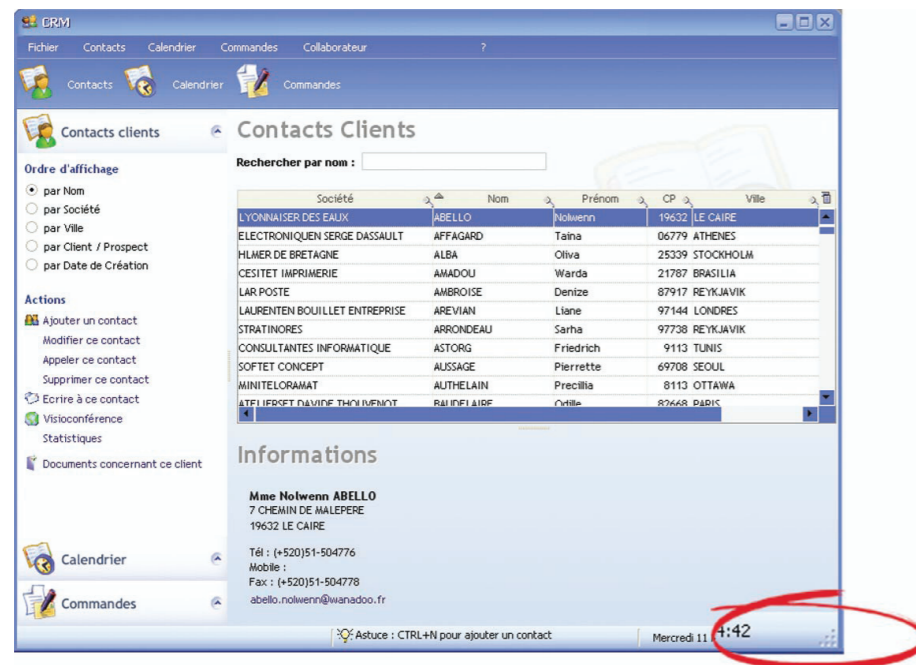 CRM
Fichier Contacts Calendrier Commandes Collaborateur ?
Contacts Calendrier Commandes
Contacts clients
Ordre d'affichage
par Nom
par Société
par Ville
par Client / Prospect
par Date de Création
Actions
Ajouter un contact
Modifier ce contact
Appeler ce contact
Supprimer ce contact
Ecrire à ce contact
Visioconférence
Statistiques
Documents concernant ce client
Calendrier
Commandes
Contacts Clients
Rechercher par nom :
Société Nom Prénom CP Ville
LYONNAISER DES EAUX ABELLO Nolwenn 19632 LE CAIRE
ELECTRONIQUEN SERGE DASSAULT AFFAGARD Taina 06779 ATHENES
HLMER DE BRETAGNE ALBA Oliva 25339 STOCKHOLM
CESITET IMPRIMERIE AMADOU Warda 21787 BRASILIA
LAR POSTE AMBROISE Denize 87917 REYKJAVIK
LAURENTEN BOUILLET ENTREPRISE AREVIAN Liane 97144 LONDRES
STRATINORES ARRONDEAU Sarha 97738 REYKJAVIK
CONSULTANTES INFORMATIQUE ASTORG Friedrich 9113 TUNIS
SOFTET CONCEPT AUSSAGE Pierrette 69708 SEOUL
MINITELORAMAT AUTHELAIN Precillia 8113 OTTAWA
ATELIERSET DAVIDE THOUVENOT BAUDELAIRE Odille 82668 PARIS
Informations
Mme Nolwenn ABELLO
7 CHEMIN DE MALEPERE
19632 LE CAIRE
Tél : (+520)51-504776
Mobile :
Fax : (+520)51-504778
abello.nolwenn@wanadoo.fr
Astuce : CTRL+N pour ajouter un contact Mercredi 11 4:42